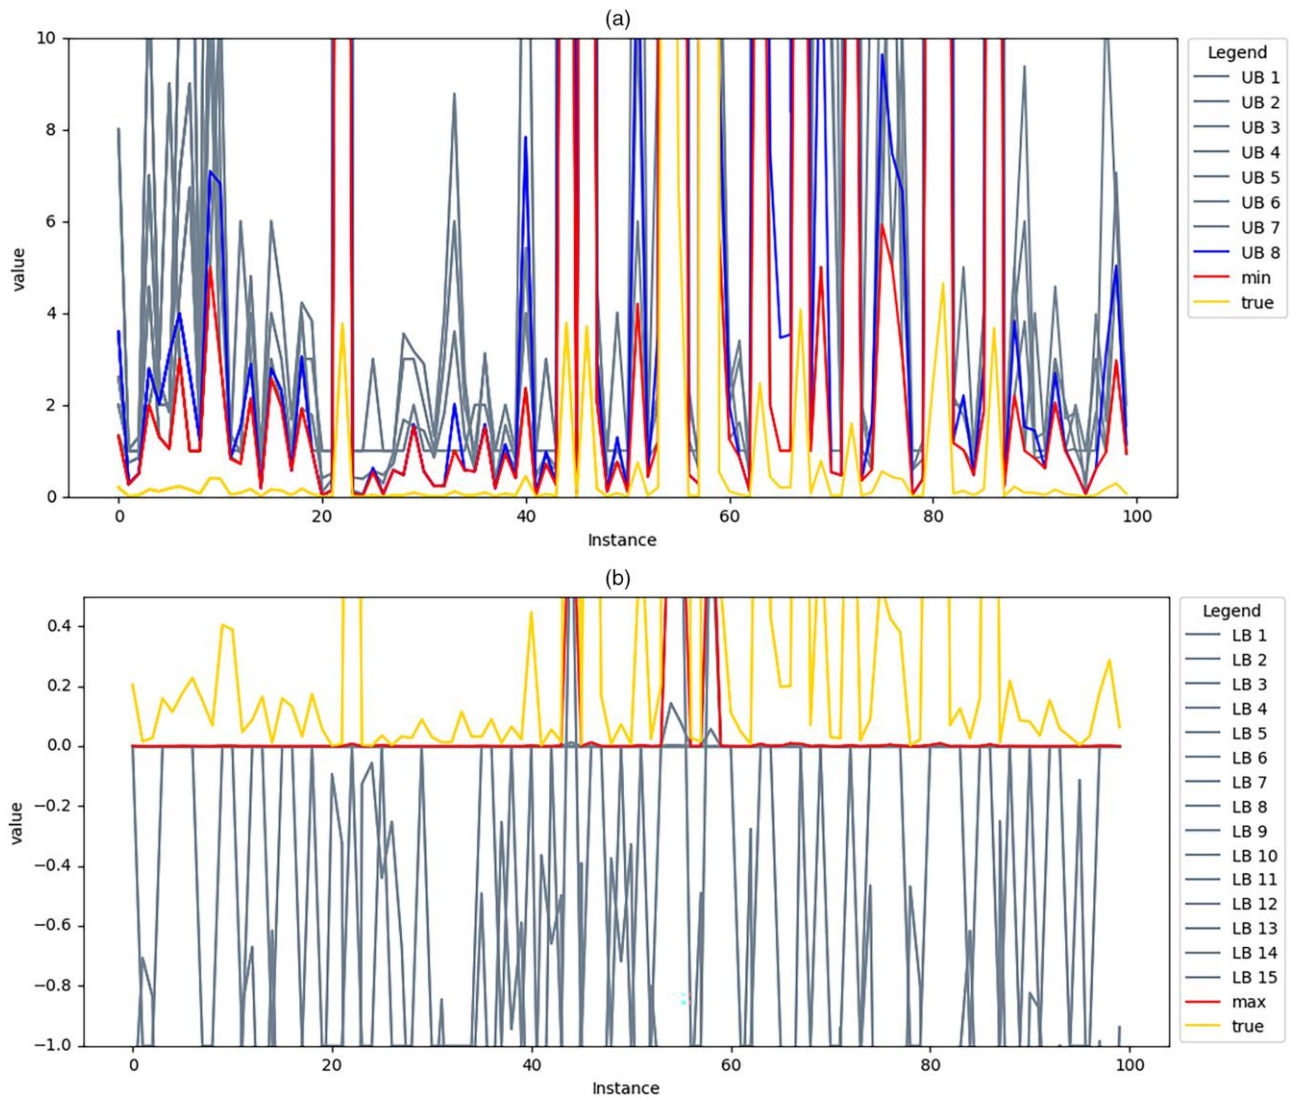 (a)
10
8
6
4
2
0
value
0
20
40
60
80
100
Instance
Legend
UB 1
UB 2
UB 3
UB 4
UB 5
UB 6
UB 7
UB 8
min
true
(b)
0.4
0.2
0.0
−0.2
−0.4
−0.6
−0.8
−1.0
value
0
20
40
60
80
100
Instance
Legend
LB 1
LB 2
LB 3
LB 4
LB 5
LB 6
LB 7
LB 8
LB 9
LB 10
LB 11
LB 12
LB 13
LB 14
LB 15
max
true